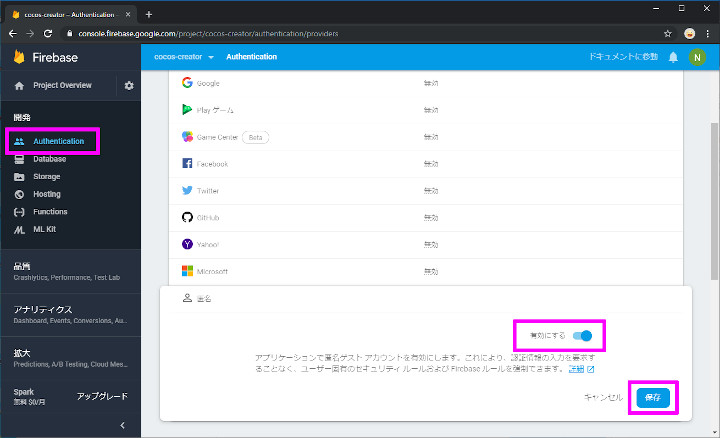 cocos-creator – Authentication –
console.firebase.google.com/project/cocos-creator/authentication/providers
Firebase
Project Overview
開発
Authentication
Database
Storage
Hosting
Functions
ML Kit
品質
Crashlytics, Performance, Test Lab
アナリティクス
Dashboard, Events, Conversions, Au...
拡大
Predictions, A/B Testing, Cloud Mes...
Spark
無料 $0/月
アップグレード
cocos-creator
Authentication
ドキュメントに移動
N
Google
無効
Play ゲーム
無効
Game Center Beta
無効
Facebook
無効
Twitter
無効
GitHub
無効
Yahoo!
無効
Microsoft
無効
匿名
有効にする
アプリケーションで匿名ゲスト アカウントを有効にします。これにより、認証情報の入力を要求す
ることなく、ユーザー固有のセキュリティ ルールおよび Firebase ルールを強制できます。 詳細
キャンセル
保存